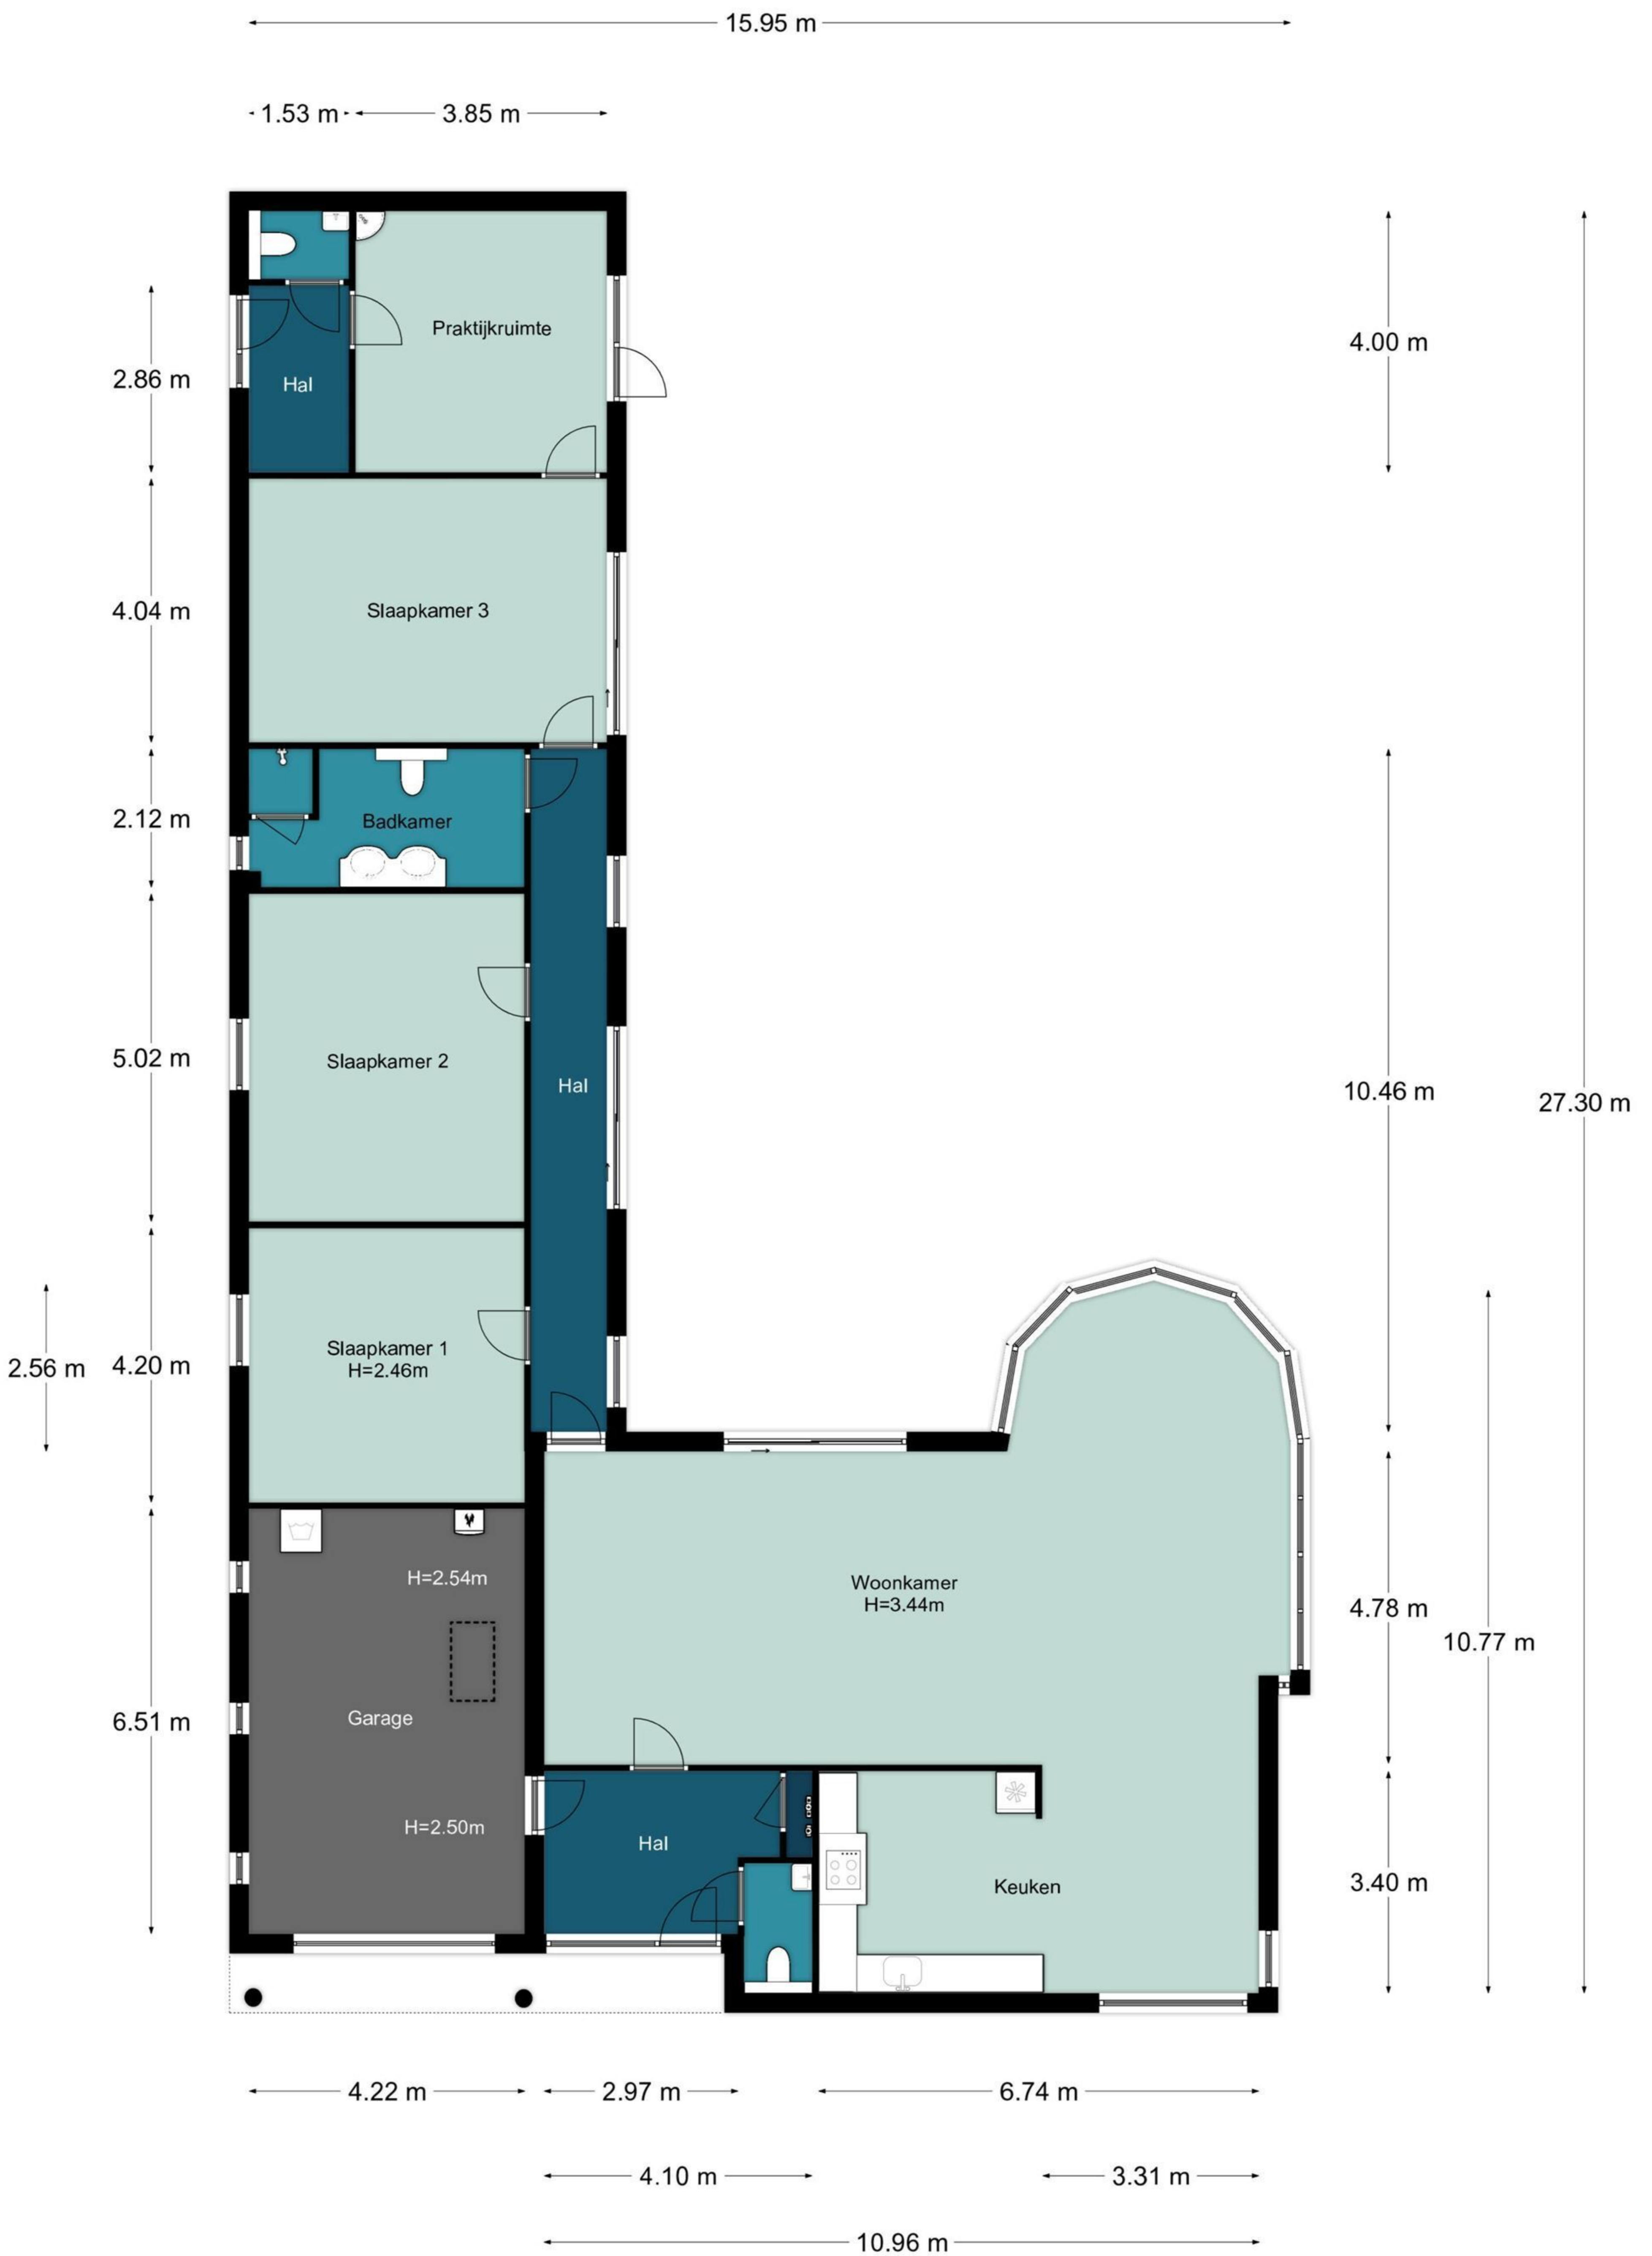 15.95 m
1.53 m
3.85 m
Praktijkruimte
4.00 m
2.86 m
Hal
4.04 m
Slaapkamer 3
2.12 m
Badkamer
5.02 m
Slaapkamer 2
Hal
10.46 m
27.30 m
Slaapkamer 1
H=2.46m
2.56 m
4.20 m
H=2.54m
Woonkamer
H=3.44m
4.78 m
10.77 m
6.51 m
Garage
H=2.50m
Hal
Keuken
3.40 m
4.22 m
2.97 m
6.74 m
4.10 m
3.31 m
10.96 m